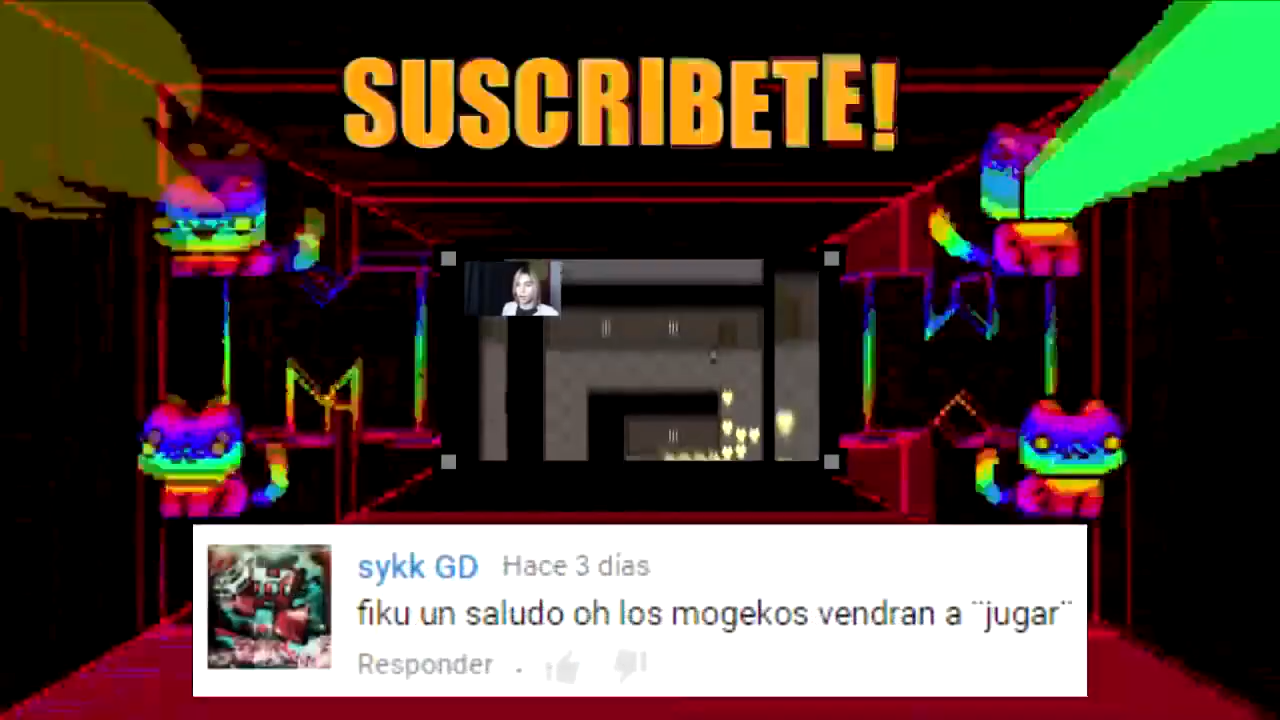 SUSCRIBETE!
sykk GD Hace 3 días
fiku un saludo oh los mogekos vendran a ¨jugar¨
Responder .